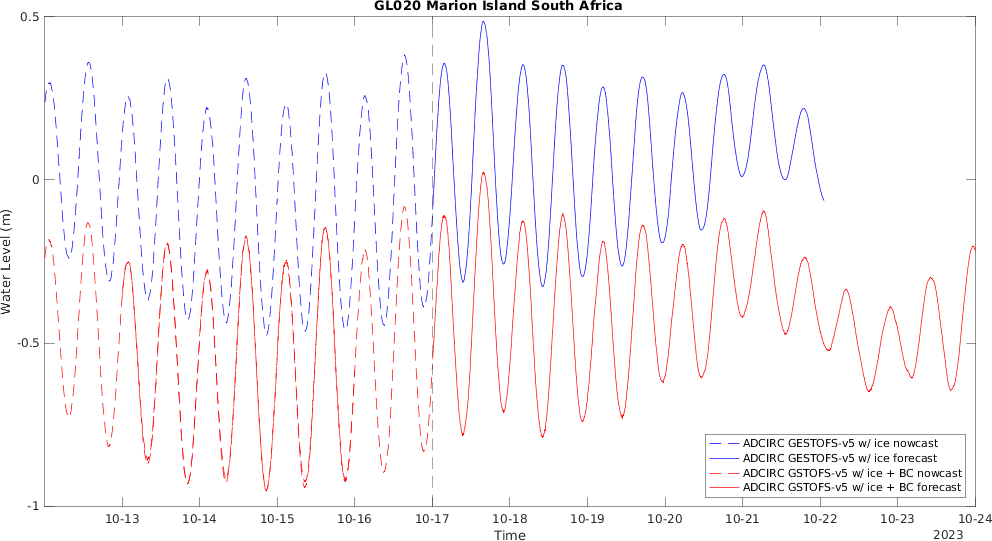 GL020 Marion Island South Africa
0.5
0
-0.5
-1
Water Level (m)
ADCIRC GESTOFS-v5 w/ ice nowcast
ADCIRC GESTOFS-v5 w/ ice forecast
ADCIRC GSTOFS-v5 w/ ice + BC nowcast
ADCIRC GSTOFS-v5 w/ ice + BC forecast
10-13 10-14 10-15 10-16 10-17 10-18 10-19 10-20 10-21 10-22 10-23 10-24
Time
2023